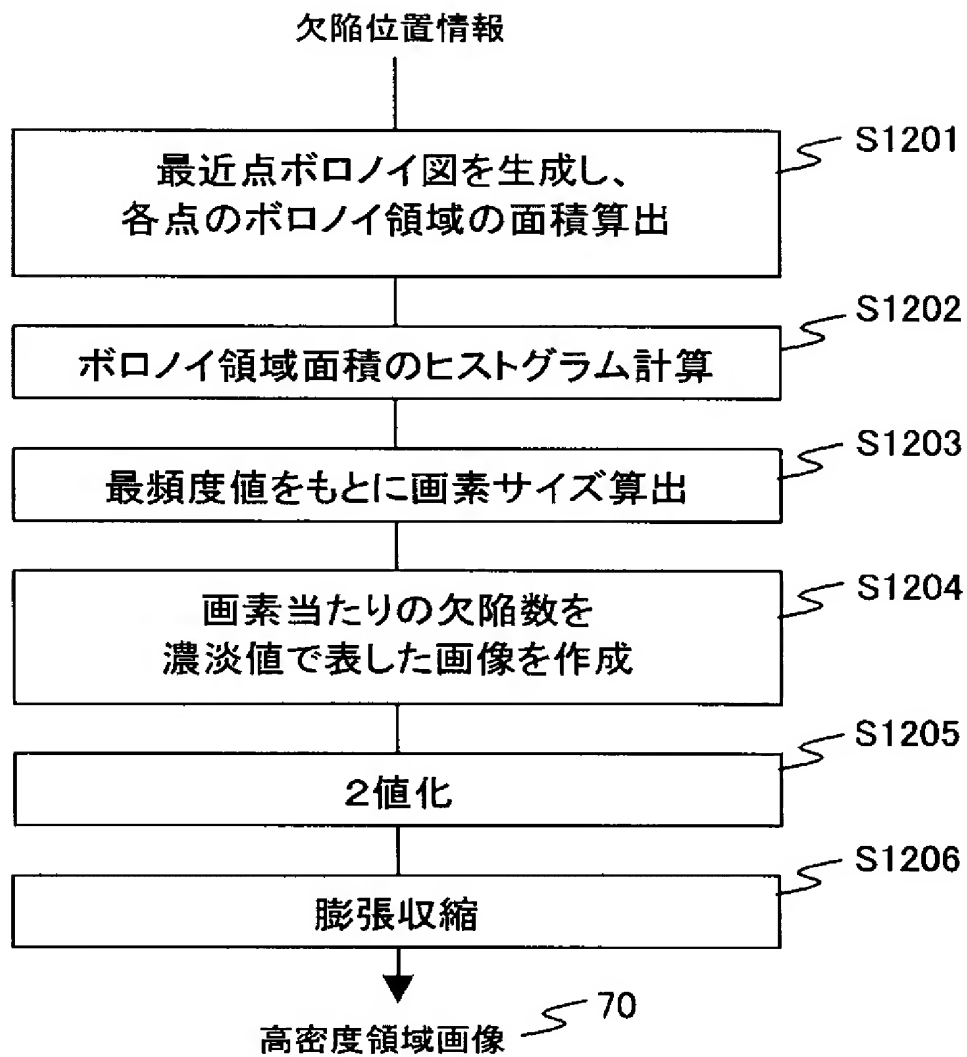 欠陥位置情報
S1201
最近点ボロノイ図を生成し、
各点のボロノイ領域の面積算出
S1202
ボロノイ領域面積のヒストグラム計算
S1203
最頻度値をもとに画素サイズ算出
S1204
画素当たりの欠陥数を
濃淡値で表した画像を作成
S1205
２値化
S1206
膨張収縮
70
高密度領域画像